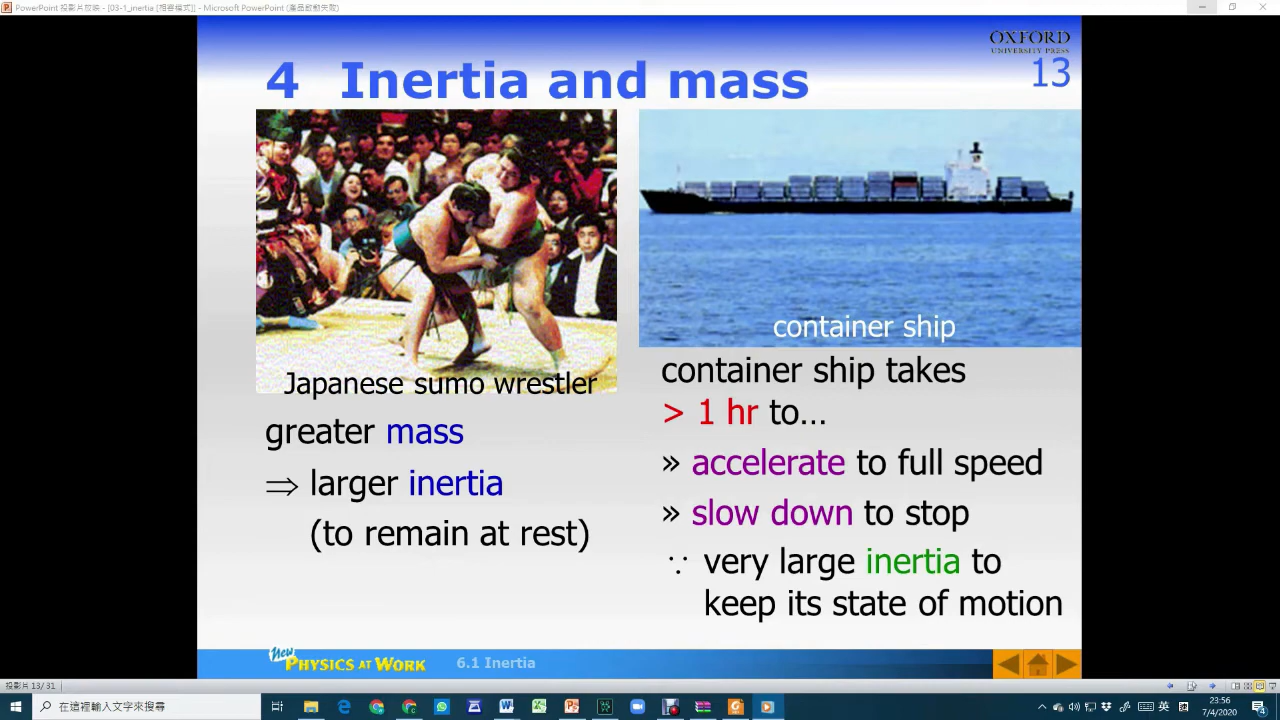 PowerPoint 投影片放映 - [03-1_inertia [相容模式]] - Microsoft PowerPoint (產品啟動失敗)
OXFORD
UNIVERSITY PRESS
13
4 Inertia and mass
container ship
Japanese sumo wrestler
greater mass
⇒ larger inertia
(to remain at rest)
container ship takes
> 1 hr to…
» accelerate to full speed
» slow down to stop
∵ very large inertia to
keep its state of motion
New
PHYSICS AT WORK
6.1 Inertia
投影片 13/31
在這裡輸入文字來搜尋
英
23:56
7/4/2020
4